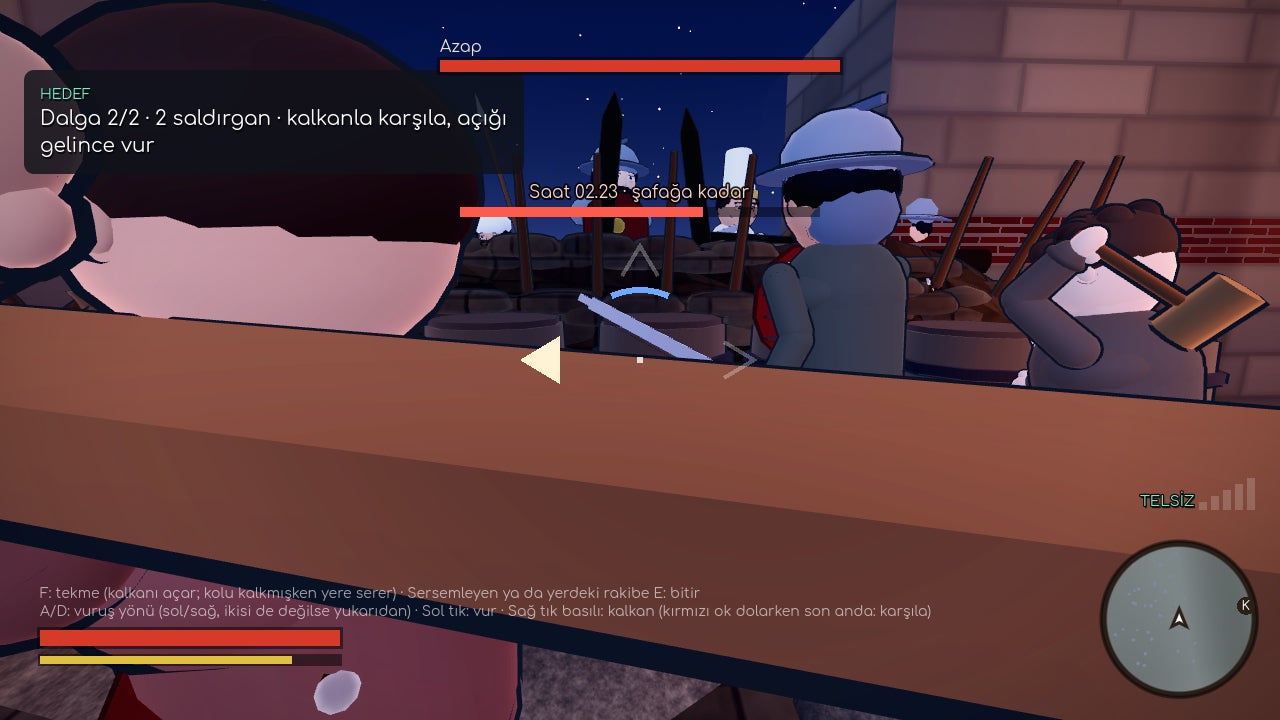 Azap
HEDEF
Dalga 2/2 · 2 saldırgan · kalkanla karşıla, açığı
gelince vur
Saat 02.23 · şafağa kadar
TELSİZ
K
F: tekme (kalkanı açar; kolu kalkmışken yere serer) · Sersemleyen ya da yerdeki rakibe E: bitir
A/D: vuruş yönü (sol/sağ, ikisi de değilse yukarıdan) · Sol tık: vur · Sağ tık basılı: kalkan (kırmızı ok dolarken son anda: karşıla)